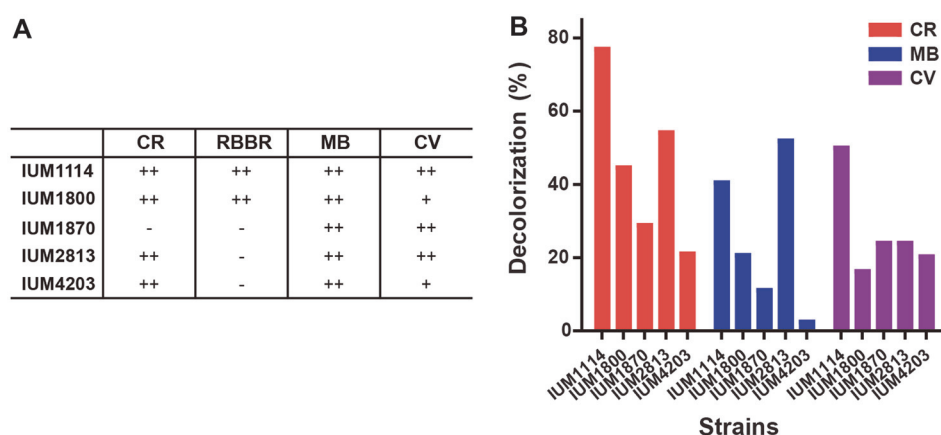 A
CR RBBR MB CV
IUM1114 ++ ++ ++ ++
IUM1800 ++ ++ ++ +
IUM1870 - - ++ ++
IUM2813 ++ - ++ ++
IUM4203 ++ - ++ +
B
CR
MB
CV
Decolorization (%)
80
60
40
20
0
IUM1114 IUM1800 IUM1870 IUM2813 IUM4203 IUM1114 IUM1800 IUM1870 IUM2813 IUM4203 IUM1114 IUM1800 IUM1870 IUM2813 IUM4203
Strains